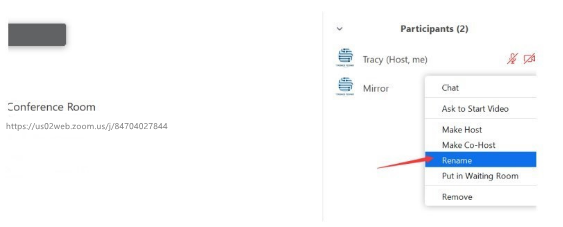 Participants (2)
Tracy (Host, me)
Mirror
Chat
Ask to Start Video
Make Host
Make Co-Host
Rename
Put in Waiting Room
Remove
Conference Room
https://us02web.zoom.us/j/84704027844